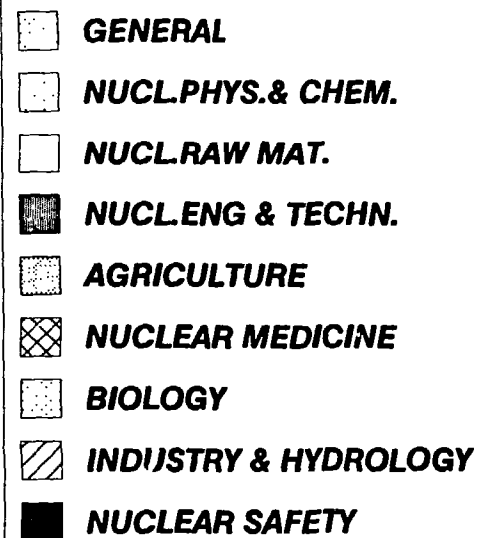 GENERAL
NUCL.PHYS.& CHEM.
NUCL.RAW MAT.
NUCL.ENG & TECHN.
AGRICULTURE
NUCLEAR MEDICINE
BIOLOGY
INDUSTRY & HYDROLOGY
NUCLEAR SAFETY